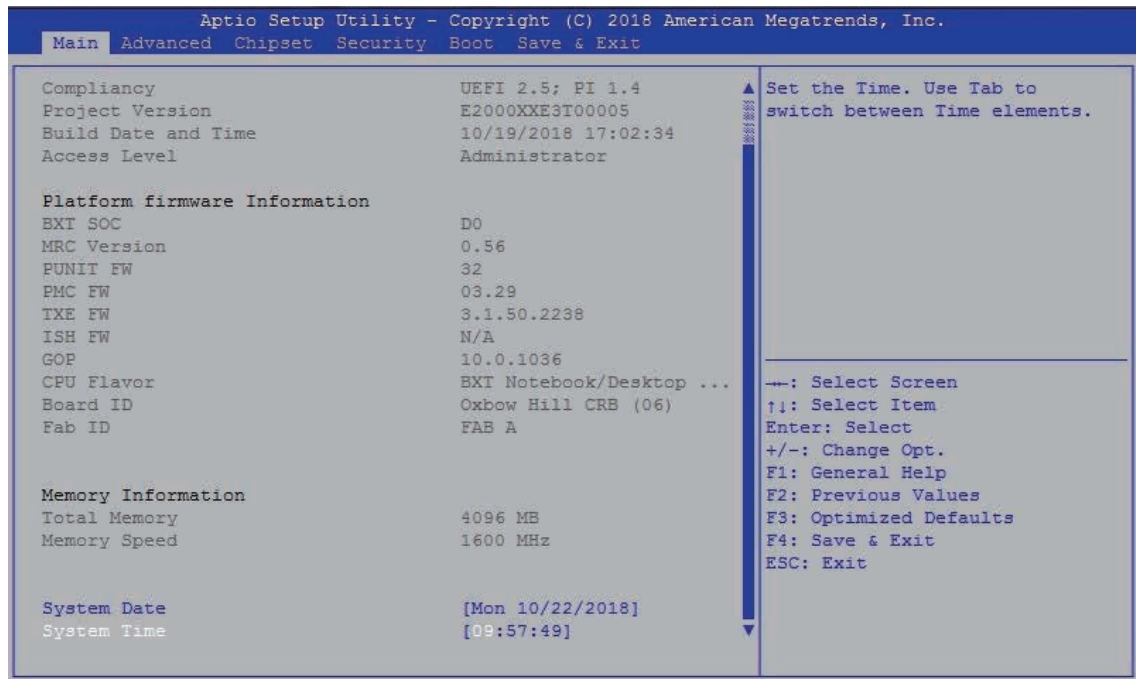 Aptio Setup Utility – Copyright (C) 2018 American Megatrends, Inc.
Main Advanced Chipset Security Boot Save & Exit
Compliancy UEFI 2.5; PI 1.4
Project Version E2000XXE3T00005
Build Date and Time 10/19/2018 17:02:34
Access Level Administrator
Platform firmware Information
BXT SOC D0
MRC Version 0.56
PUNIT FW 32
PMC FW 03.29
TXE FW 3.1.50.2238
ISH FW N/A
GOP 10.0.1036
CPU Flavor BXT Notebook/Desktop ...
Board ID Oxbow Hill CRB (06)
Fab ID FAB A
Memory Information
Total Memory 4096 MB
Memory Speed 1600 MHz
System Date [Mon 10/22/2018]
System Time [09:57:49]
Set the Time. Use Tab to
switch between Time elements.
→←: Select Screen
↑↓: Select Item
Enter: Select
+/-: Change Opt.
F1: General Help
F2: Previous Values
F3: Optimized Defaults
F4: Save & Exit
ESC: Exit